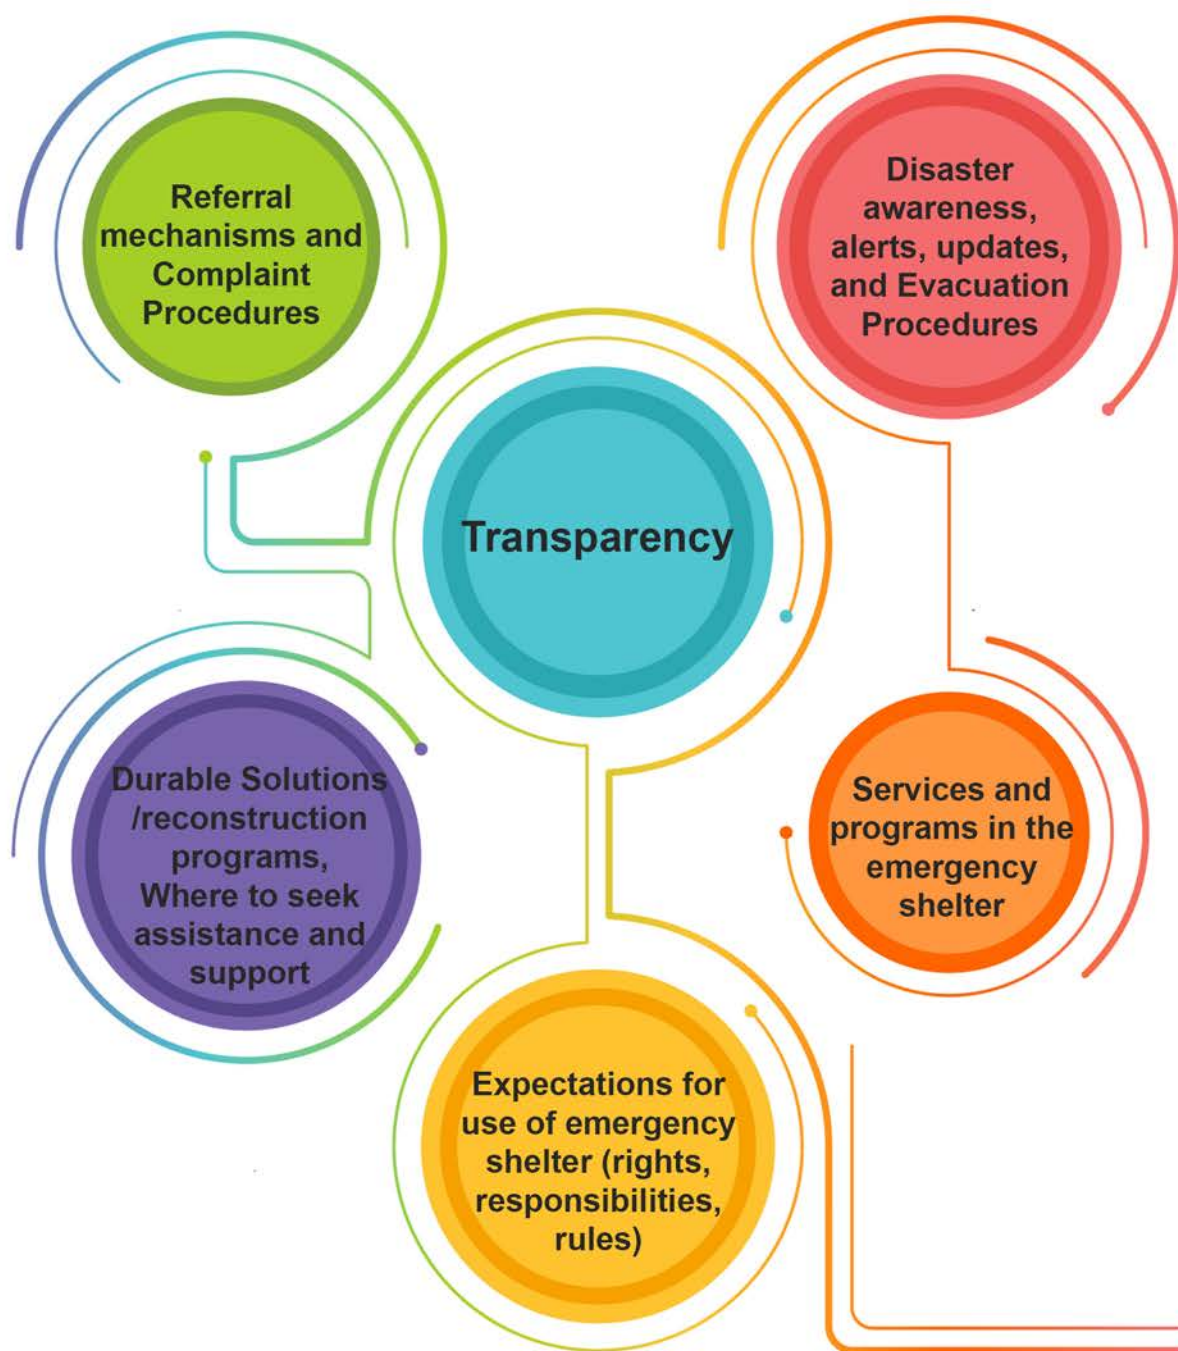 Referral
mechanisms and
Complaint
Procedures
Disaster
awareness,
alerts, updates,
and Evacuation
Procedures
Transparency
Durable Solutions
/reconstruction
programs,
Where to seek
assistance and
support
Services and
programs in the
emergency
shelter
Expectations for
use of emergency
shelter (rights,
responsibilities,
rules)